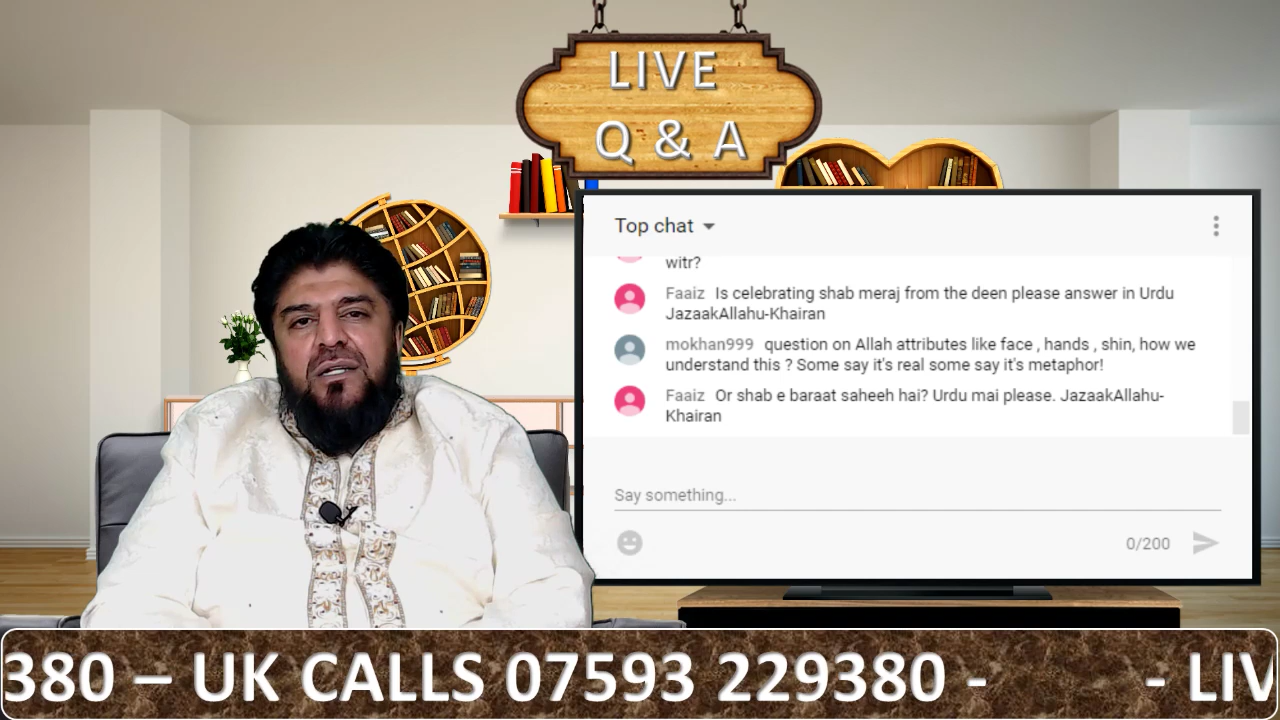 LIVE
Q & A
Top chat
witr?
Faaiz Is celebrating shab meraj from the deen please answer in Urdu
JazaakAllahu-Khairan
mokhan999 question on Allah attributes like face , hands , shin, how we
understand this ? Some say it's real some say it's metaphor!
Faaiz Or shab e baraat saheeh hai? Urdu mai please. JazaakAllahu-
Khairan
Say something...
0/200
380 – UK CALLS 07593 229380 - - LIV